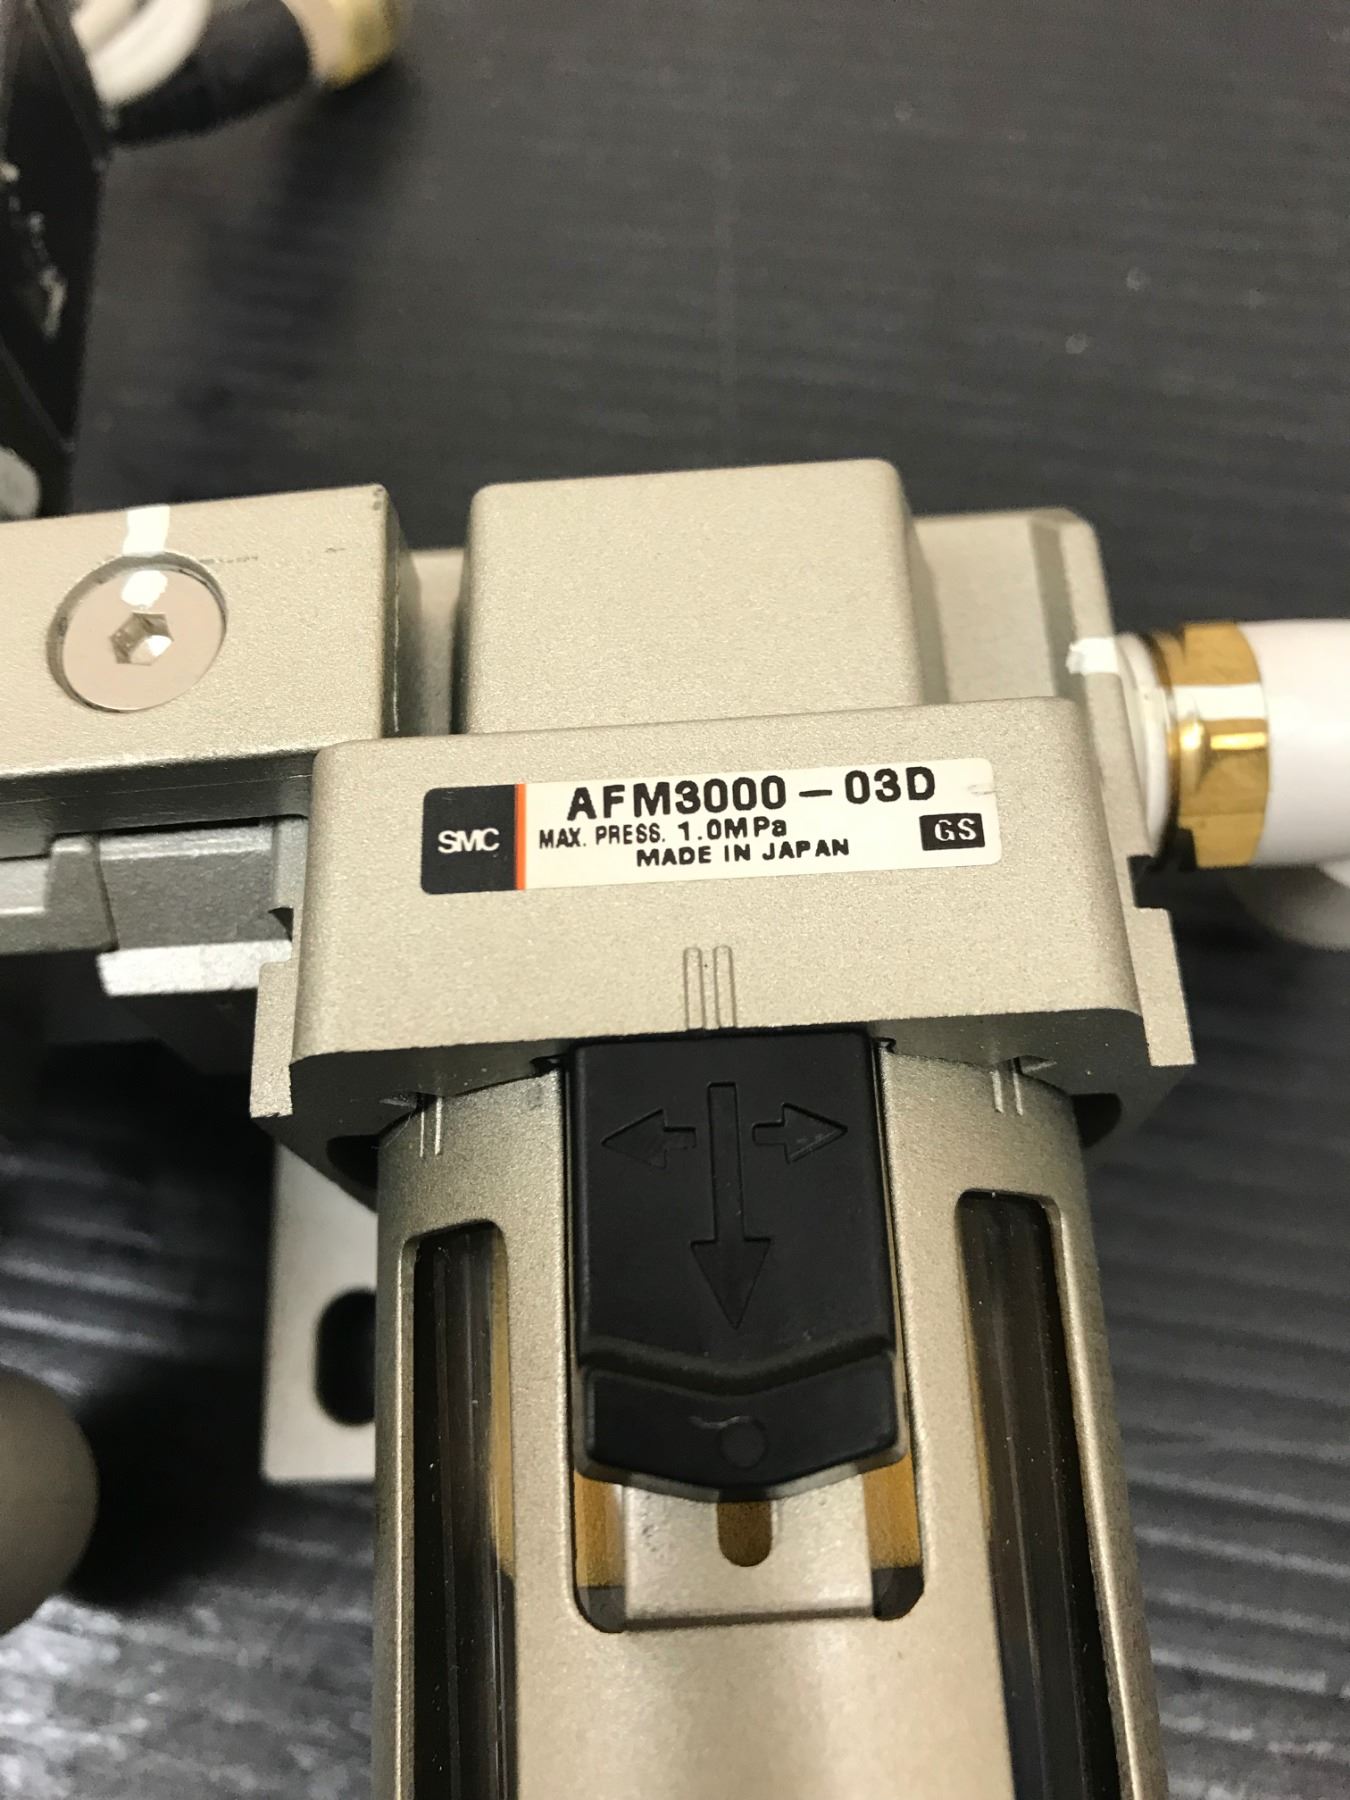 SMC
AFM3000-03D
MAX. PRESS. 1.0MPa
MADE IN JAPAN
GS